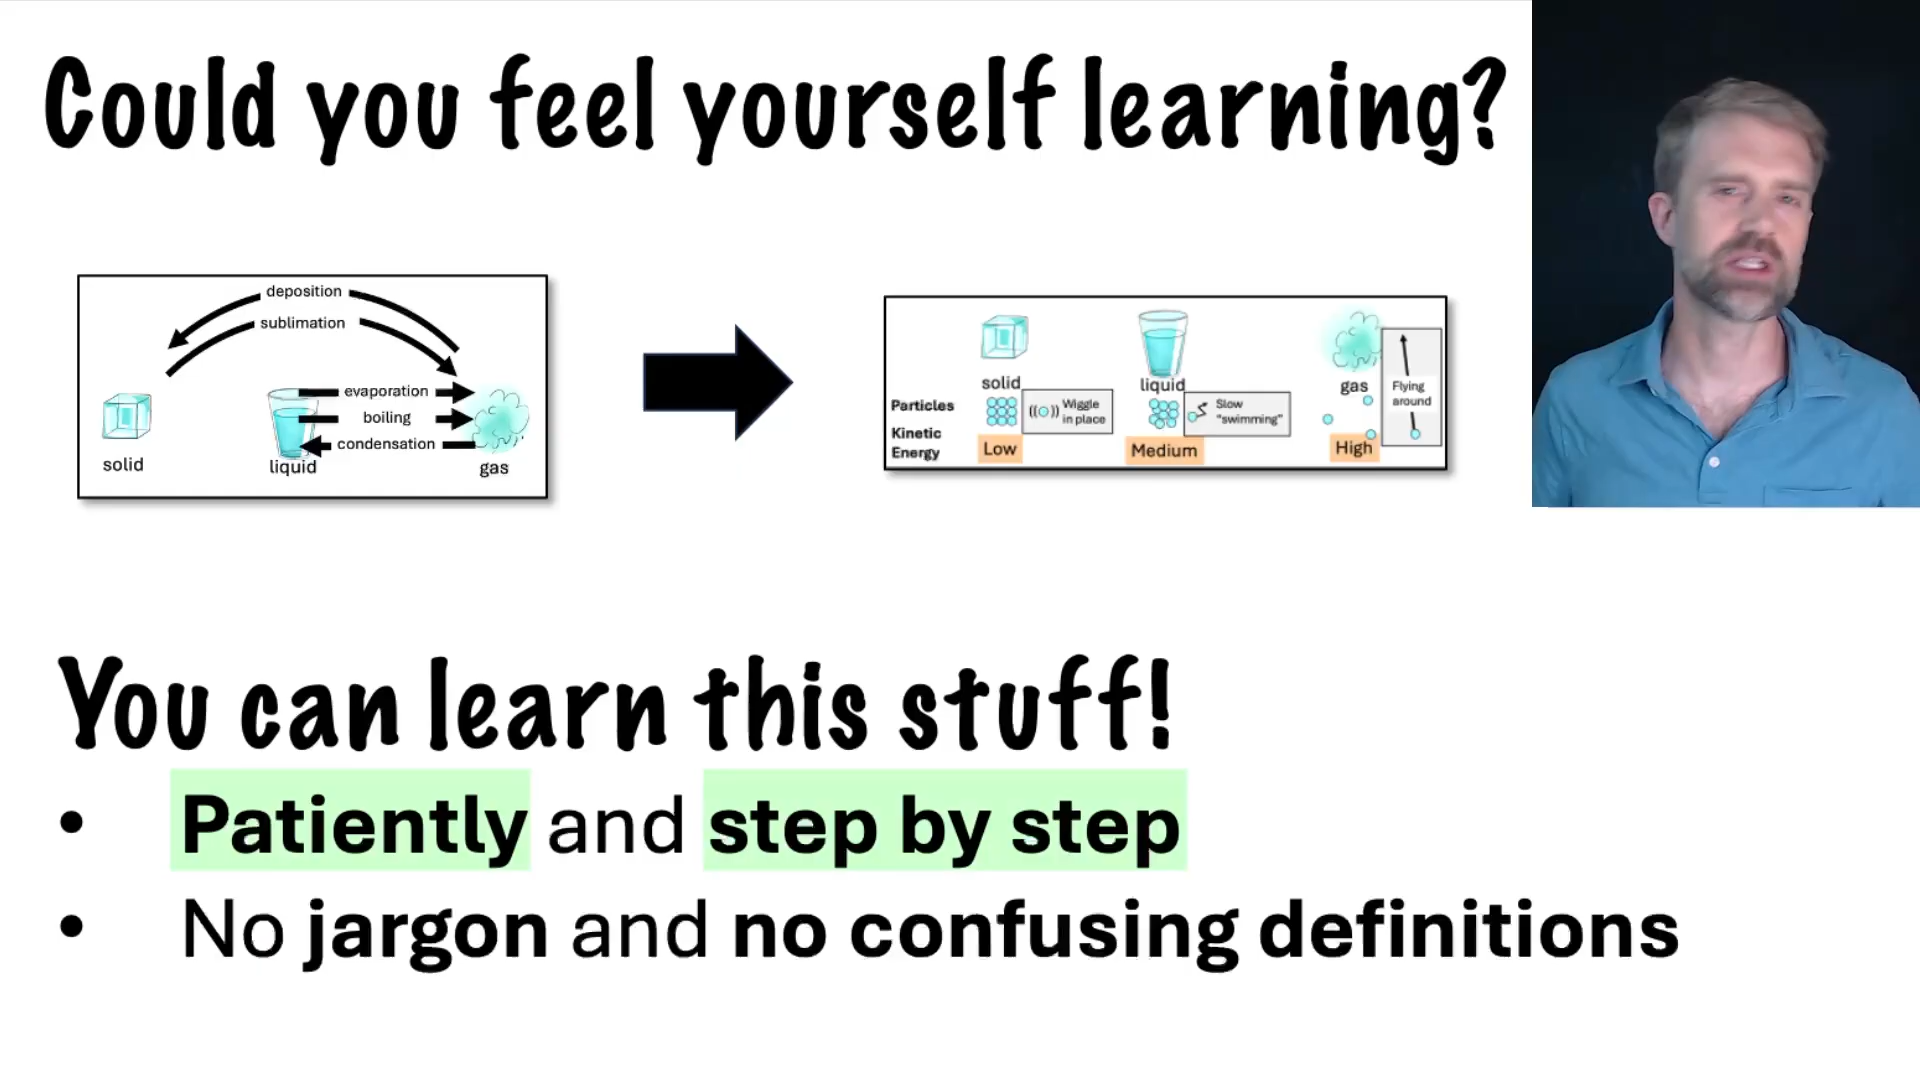 Could you feel yourself learning?
deposition
sublimation
evaporation
boiling
condensation
solid
liquid
gas
solid
liquid
gas
Particles
((o)) Wiggle
in place
Slow
"swimming"
Flying
around
Kinetic
Energy
Low
Medium
High
You can learn this stuff!
• Patiently and step by step
• No jargon and no confusing definitions